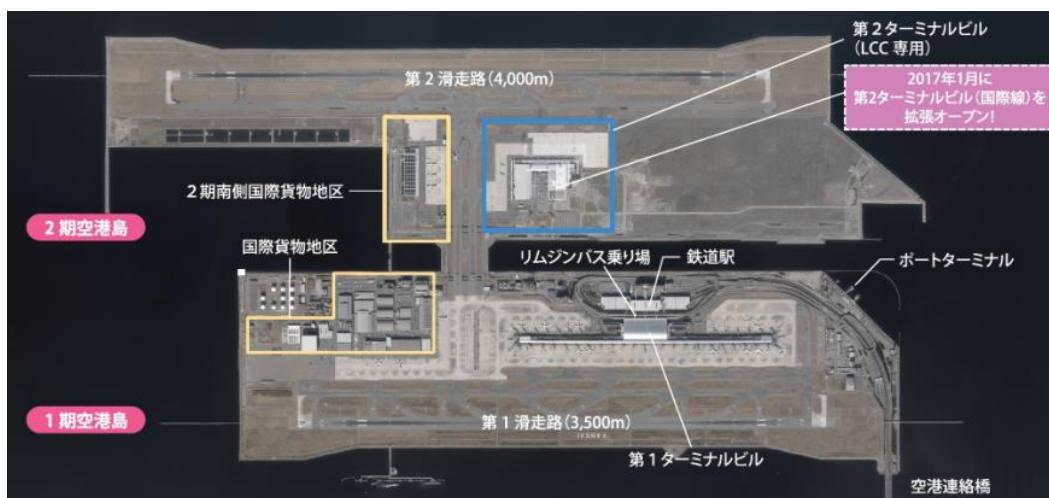 第2ターミナルビル
(LCC専用)
第2滑走路(4,000m)
2017年1月に
第2ターミナルビル(国際線)を
拡張オープン!
2期南側国際貨物地区
2期空港島
国際貨物地区
リムジンバス乗り場
鉄道駅
ポートターミナル
1期空港島
第1滑走路(3,500m)
第1ターミナルビル
空港連絡橋